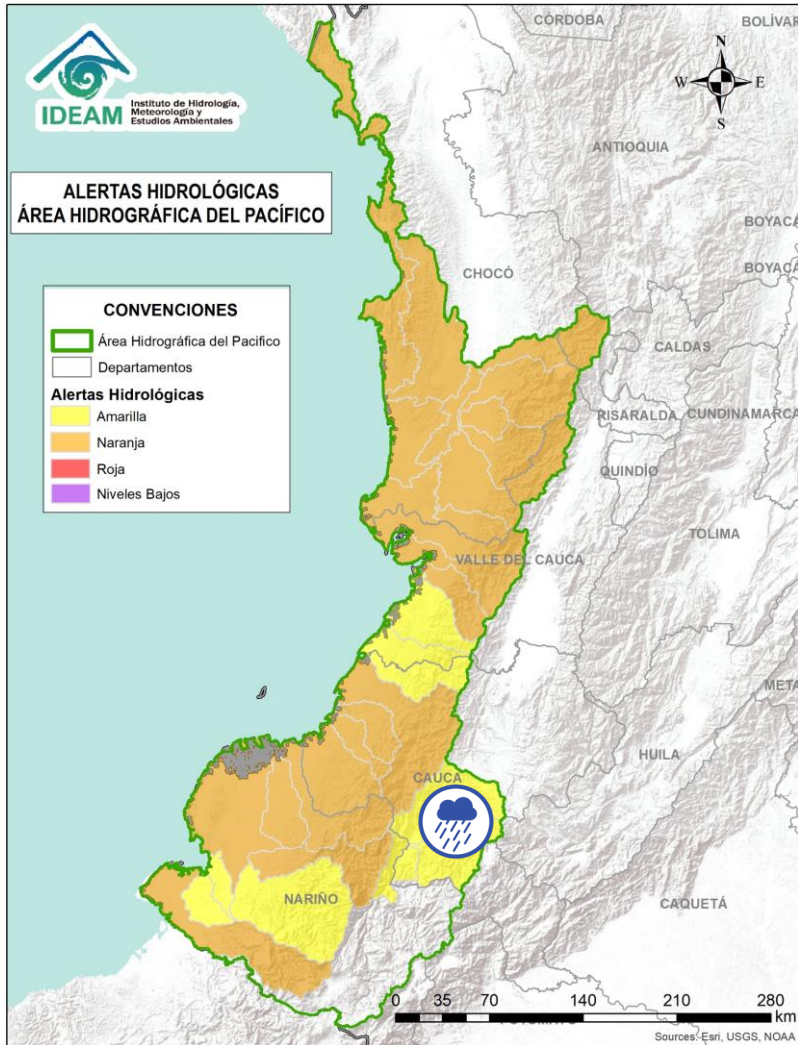 IDEAM
Instituto de Hidrología,
Meteorología y
Estudios Ambientales
ALERTAS HIDROLÓGICAS
ÁREA HIDROGRÁFICA DEL PACÍFICO
CONVENCIONES
Área Hidrográfica del Pacifico
Departamentos
Alertas Hidrológicas
Amarilla
Naranja
Roja
Niveles Bajos
N
W
E
S
CÓRDOBA
BOLÍVAR
ANTIOQUIA
BOYACÁ
CHOCÓ
BOYACÁ
CALDAS
RISARALDA
CUNDINAMARCA
QUINDÍO
TOLIMA
VALLE DEL CAUCA
META
HUILA
CAUCA
NARIÑO
CAQUETÁ
0 35 70 140 210 280
km
Sources: Esri, USGS, NOAA